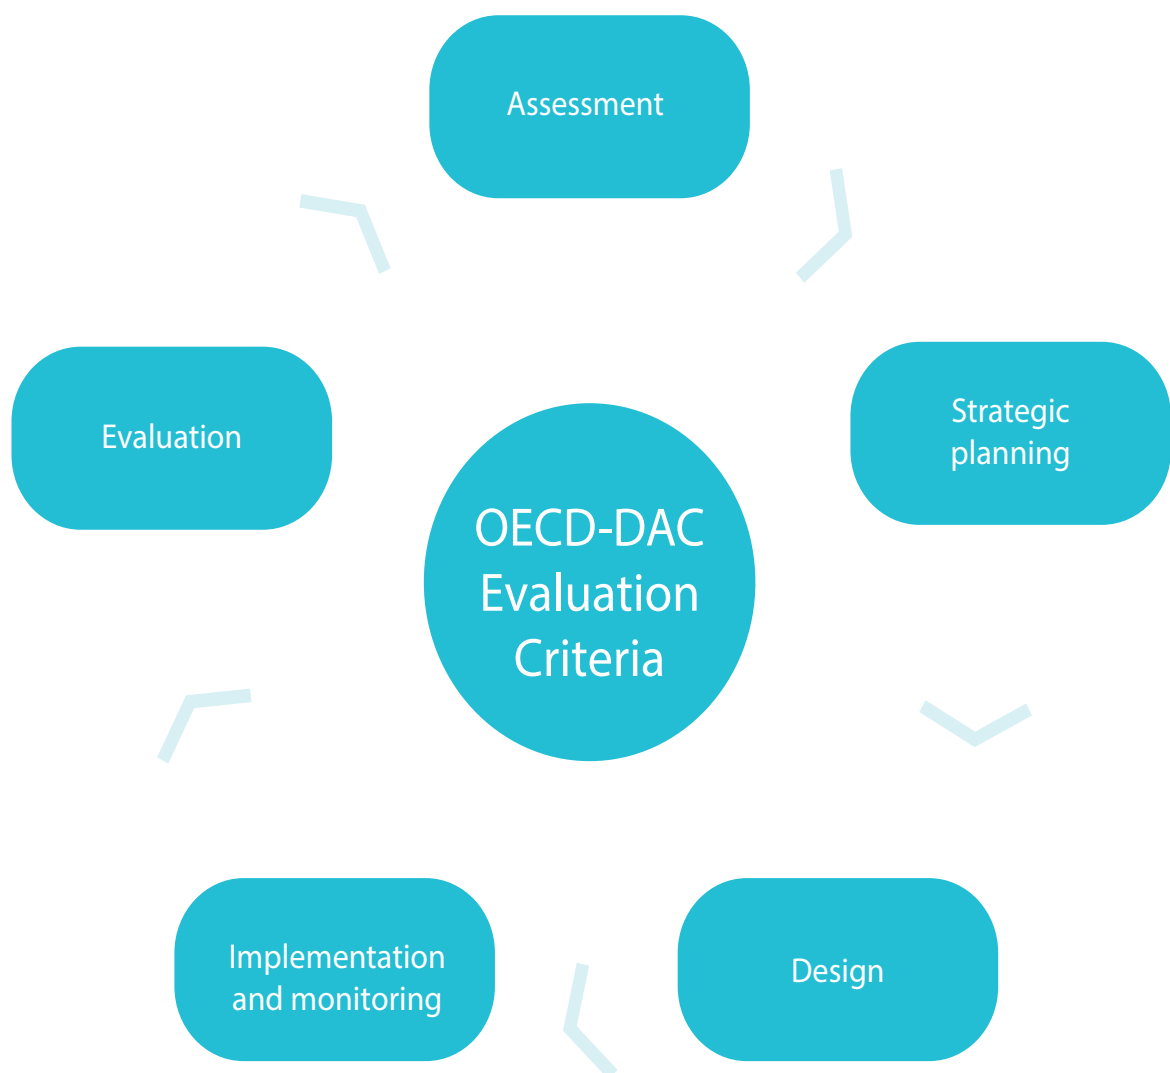 Assessment
Strategic
planning
Design
Implementation
and monitoring
Evaluation
OECD-DAC
Evaluation
Criteria